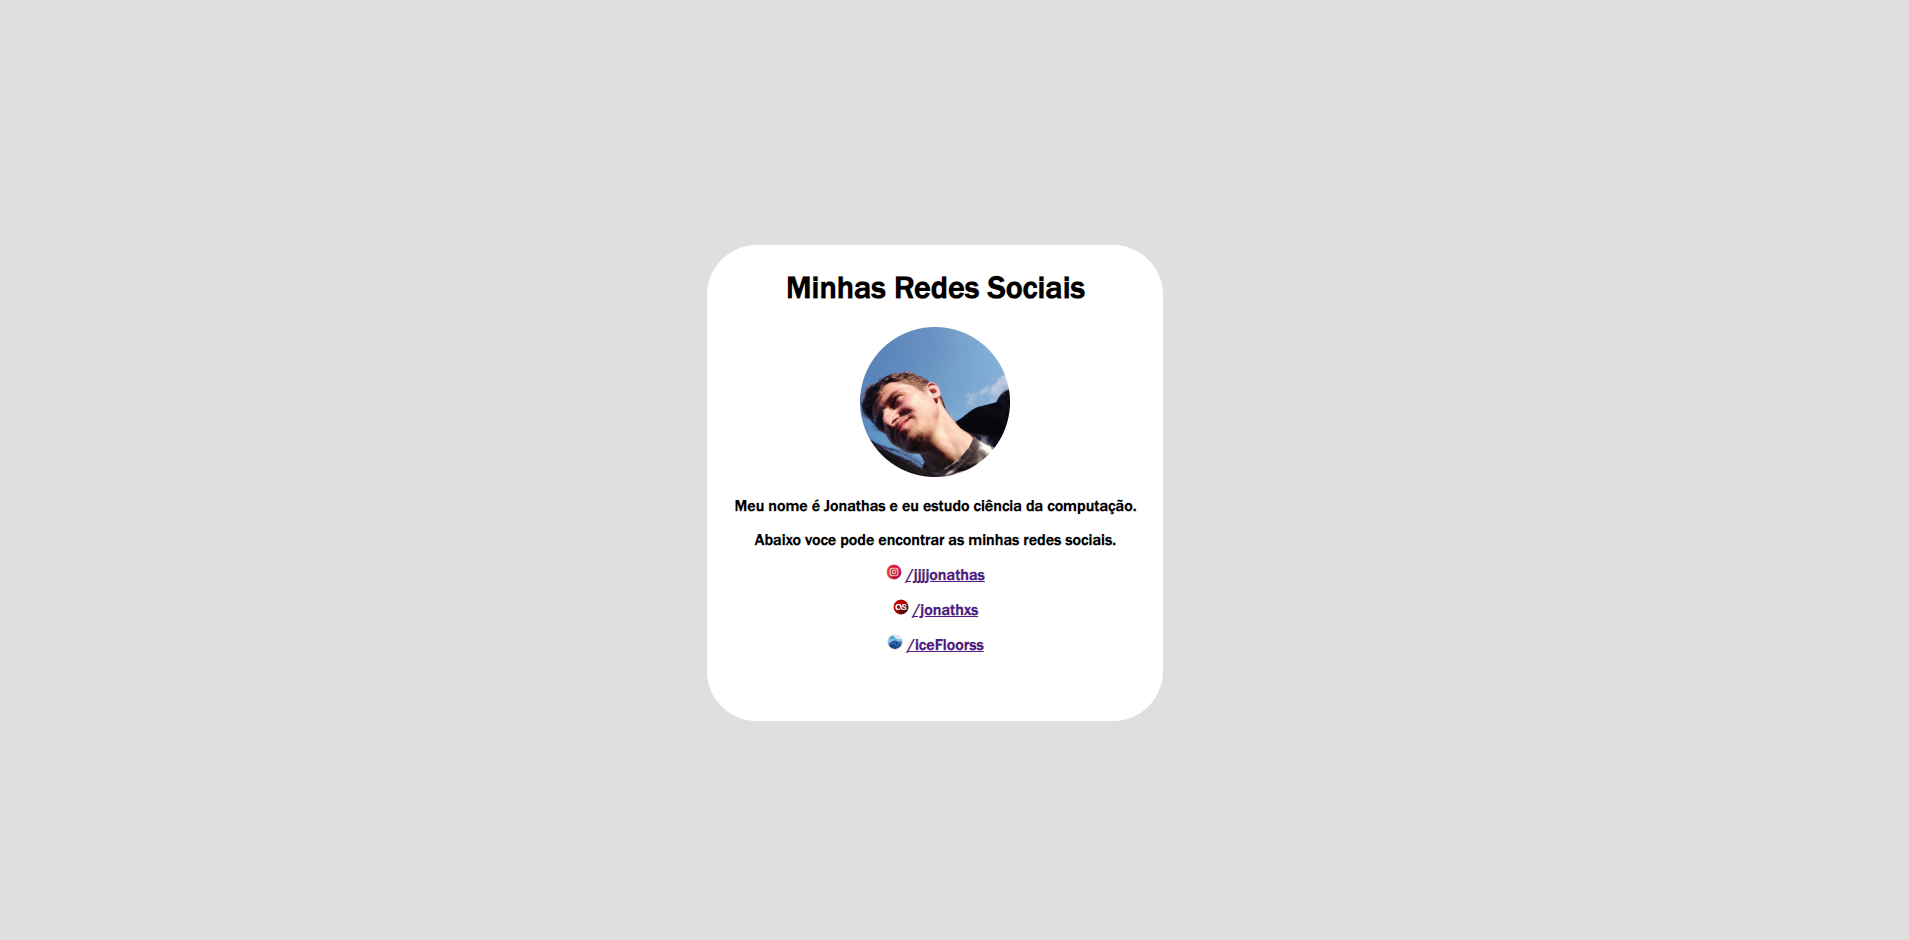 Minhas Redes Sociais
Meu nome é Jonathas e eu estudo ciência da computação.
Abaixo voce pode encontrar as minhas redes sociais.
/jjjjonathas
/jonathxs
/iceFloorss